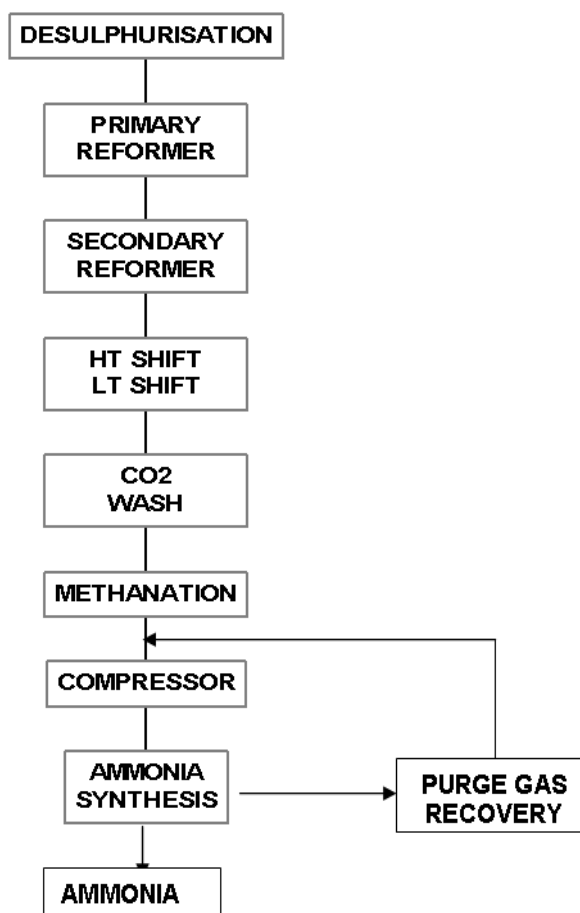 DESULPHURISATION
PRIMARY
REFORMER
SECONDARY
REFORMER
HT SHIFT
LT SHIFT
CO2
WASH
METHANATION
COMPRESSOR
AMMONIA
SYNTHESIS
PURGE GAS
RECOVERY
AMMONIA